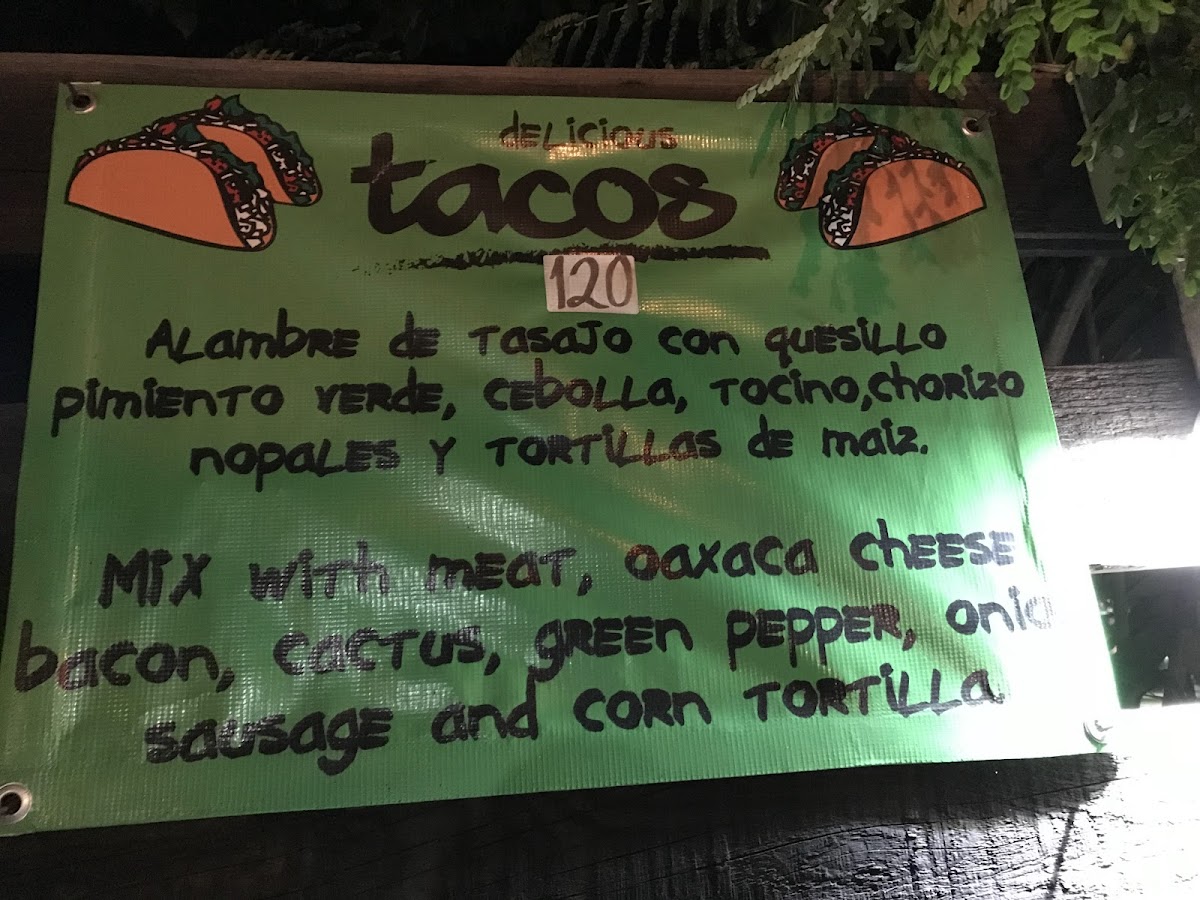 delicious
tacos
120
Alambre de Tasajo con quesillo
pimiento verde, cebolla, tocino,chorizo
nopales y tortillas de maiz.
Mix with meat, oaxaca cheese
bacon, cactus, green pepper, onio
sausage and corn tortilla